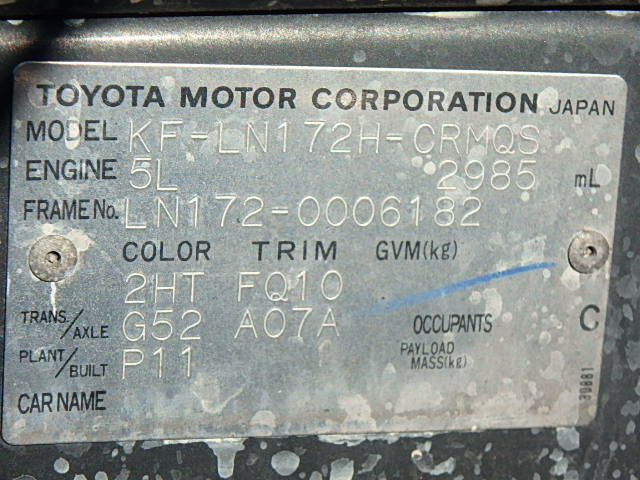 TOYOTA MOTOR CORPORATION JAPAN
MODEL KF-LN172H-CRMQS
ENGINE 5L 2985 mL
FRAME No. LN172-0006182
COLOR TRIM GVM(kg)
2HT FQ10
TRANS./AXLE G52 A07A OCCUPANTS C
PLANT/BUILT P11 PAYLOAD MASS(kg)
CAR NAME
30881